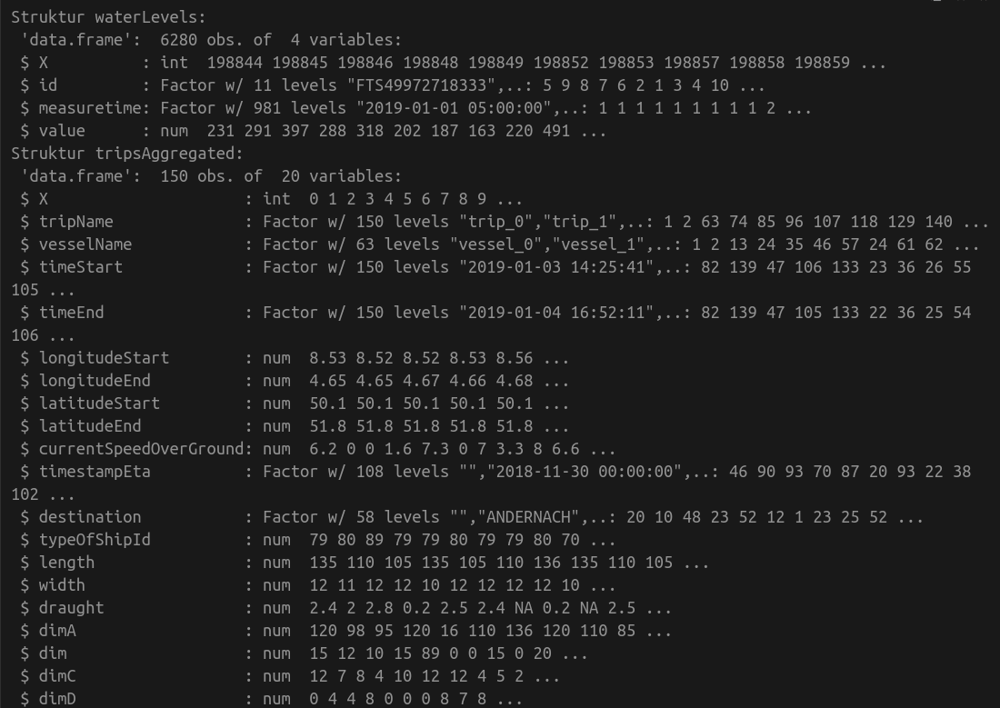 Struktur waterLevels:
 'data.frame':  6280 obs. of  4 variables:
 $ X          : int  198844 198845 198846 198848 198849 198852 198853 198857 198858 198859 ...
 $ id         : Factor w/ 11 levels "FTS49972718333",..: 5 9 8 7 6 2 1 3 4 10 ...
 $ measuretime: Factor w/ 981 levels "2019-01-01 05:00:00",..: 1 1 1 1 1 1 1 1 1 2 ...
 $ value      : num  231 291 397 288 318 202 187 163 220 491 ...
Struktur tripsAggregated:
 'data.frame':  150 obs. of  20 variables:
 $ X                     : int  0 1 2 3 4 5 6 7 8 9 ...
 $ tripName              : Factor w/ 150 levels "trip_0","trip_1",..: 1 2 63 74 85 96 107 118 129 140 ...
 $ vesselName            : Factor w/ 63 levels "vessel_0","vessel_1",..: 1 2 13 24 35 46 57 24 61 62 ...
 $ timeStart             : Factor w/ 150 levels "2019-01-03 14:25:41",..: 82 139 47 106 133 23 36 26 55
105 ...
 $ timeEnd               : Factor w/ 150 levels "2019-01-04 16:52:11",..: 82 139 47 105 133 22 36 25 54
106 ...
 $ longitudeStart        : num  8.53 8.52 8.52 8.53 8.56 ...
 $ longitudeEnd          : num  4.65 4.65 4.67 4.66 4.68 ...
 $ latitudeStart         : num  50.1 50.1 50.1 50.1 50.1 ...
 $ latitudeEnd           : num  51.8 51.8 51.8 51.8 51.8 ...
 $ currentSpeedOverGround: num  6.2 0 0 1.6 7.3 0 7 3.3 8 6.6 ...
 $ timestampEta          : Factor w/ 108 levels "","2018-11-30 00:00:00",..: 46 90 93 70 87 20 93 22 38
102 ...
 $ destination           : Factor w/ 58 levels "","ANDERNACH",..: 20 10 48 23 52 12 1 23 25 52 ...
 $ typeOfShipId          : num  79 80 89 79 79 80 79 79 80 70 ...
 $ length                : num  135 110 105 135 105 110 136 135 110 105 ...
 $ width                 : num  12 11 12 12 10 12 12 12 12 10 ...
 $ draught               : num  2.4 2 2.8 0.2 2.5 2.4 NA 0.2 NA 2.5 ...
 $ dimA                  : num  120 98 95 120 16 110 136 120 110 85 ...
 $ dim                   : num  15 12 10 15 89 0 0 15 0 20 ...
 $ dimC                  : num  12 7 8 4 10 12 12 4 5 2 ...
 $ dimD                  : num  0 4 4 8 0 0 0 8 7 8 ...